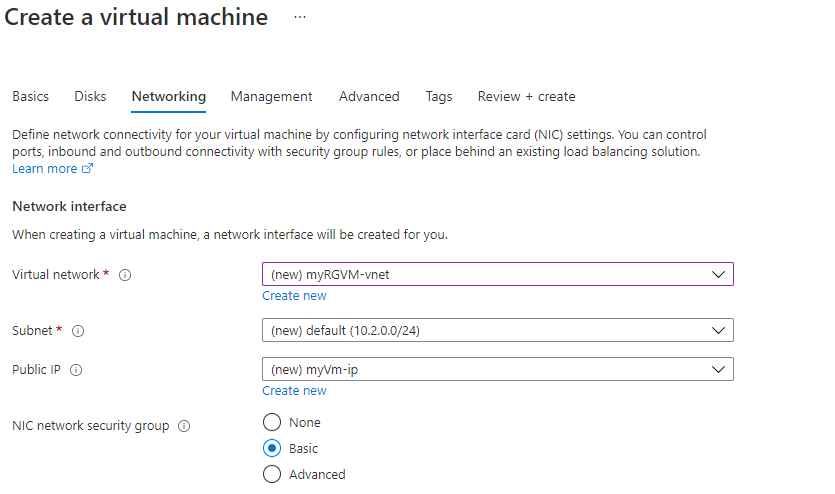 Create a virtual machine ...
Basics Disks Networking Management Advanced Tags Review + create
Define network connectivity for your virtual machine by configuring network interface card (NIC) settings. You can control
ports, inbound and outbound connectivity with security group rules, or place behind an existing load balancing solution.
Learn more
Network interface
When creating a virtual machine, a network interface will be created for you.
Virtual network * (new) myRGVM-vnet
Create new
Subnet * (new) default (10.2.0.0/24)
Public IP (new) myVm-ip
Create new
NIC network security group None
Basic
Advanced